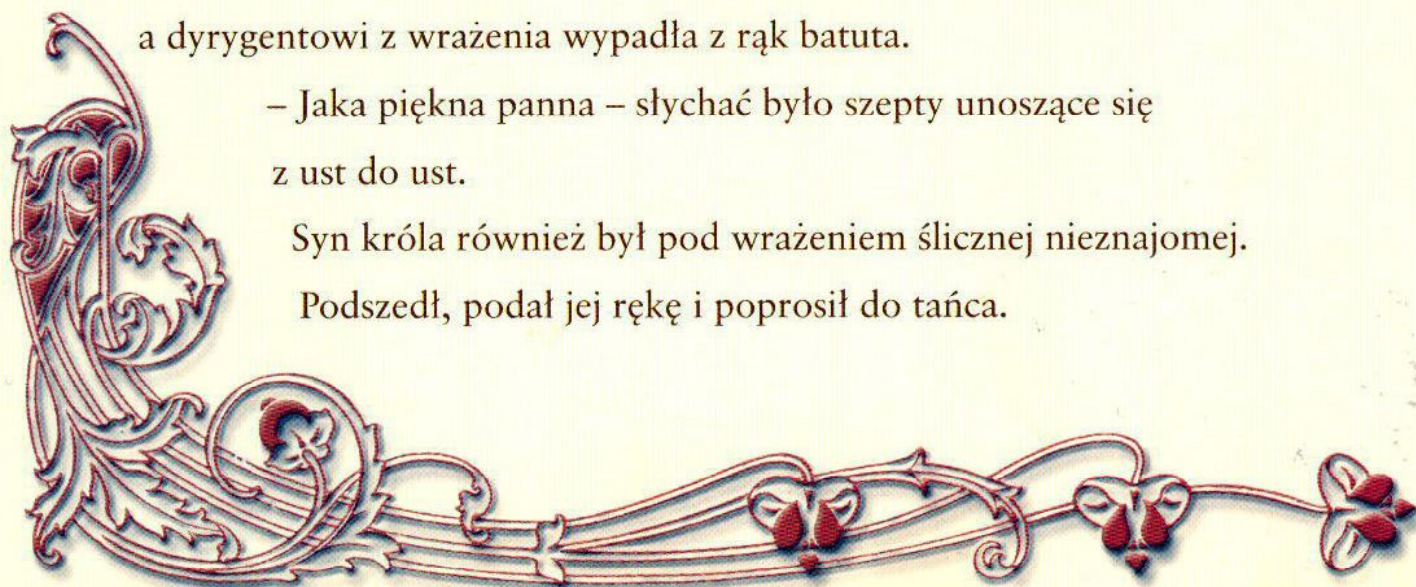 a dyrygentowi z wrażenia wypadła z rąk batuta.
– Jaka piękna panna – słychać było szepty unoszące się
z ust do ust.
Syn króla również był pod wrażeniem ślicznej nieznajomej.
Podszedł, podał jej rękę i poprosił do tańca.